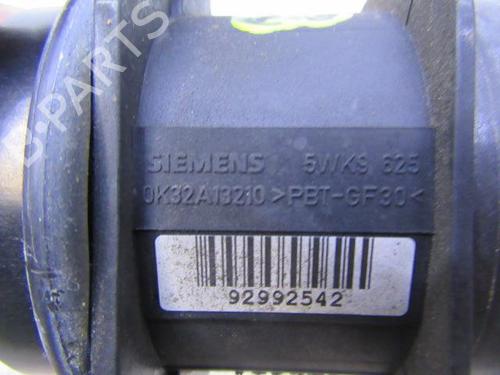 B-PARTS
SIEMENS 5WK9 625
0K32A13210 >PBT-GF30<
92992542